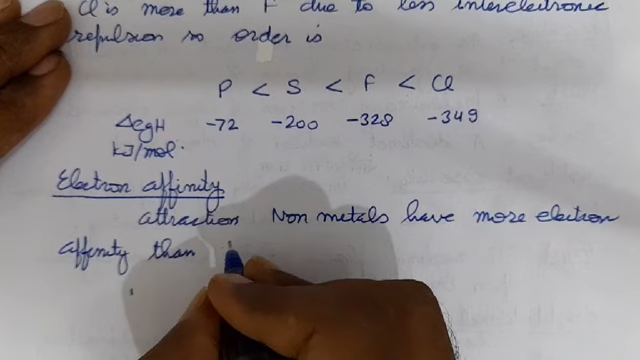 Cl is more than F due to less interelectronic
repulsion so order is
P < S < F < Cl
ΔegH -72 -200 -328 -349
kJ/mol.
Electron affinity
attraction Non metals have more electron
affinity than